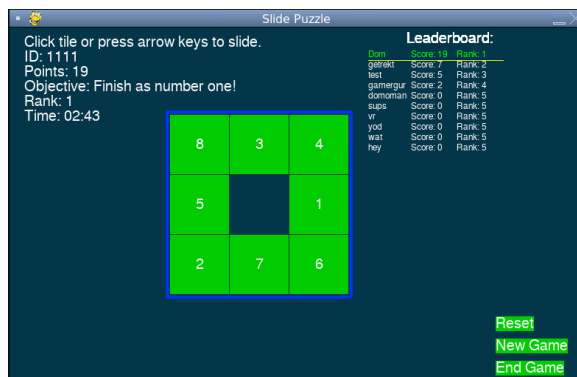 Slide Puzzle
Click tile or press arrow keys to slide.
ID: 1111
Points: 19
Objective: Finish as number one!
Rank: 1
Time: 02:43
Leaderboard:
Dom Score: 19 Rank: 1
getrekt Score: 7 Rank: 2
test Score: 5 Rank: 3
gamergur Score: 2 Rank: 4
domoman Score: 0 Rank: 5
sups Score: 0 Rank: 5
vr Score: 0 Rank: 5
yod Score: 0 Rank: 5
wat Score: 0 Rank: 5
hey Score: 0 Rank: 5
8 3 4
5 1
2 7 6
Reset
New Game
End Game